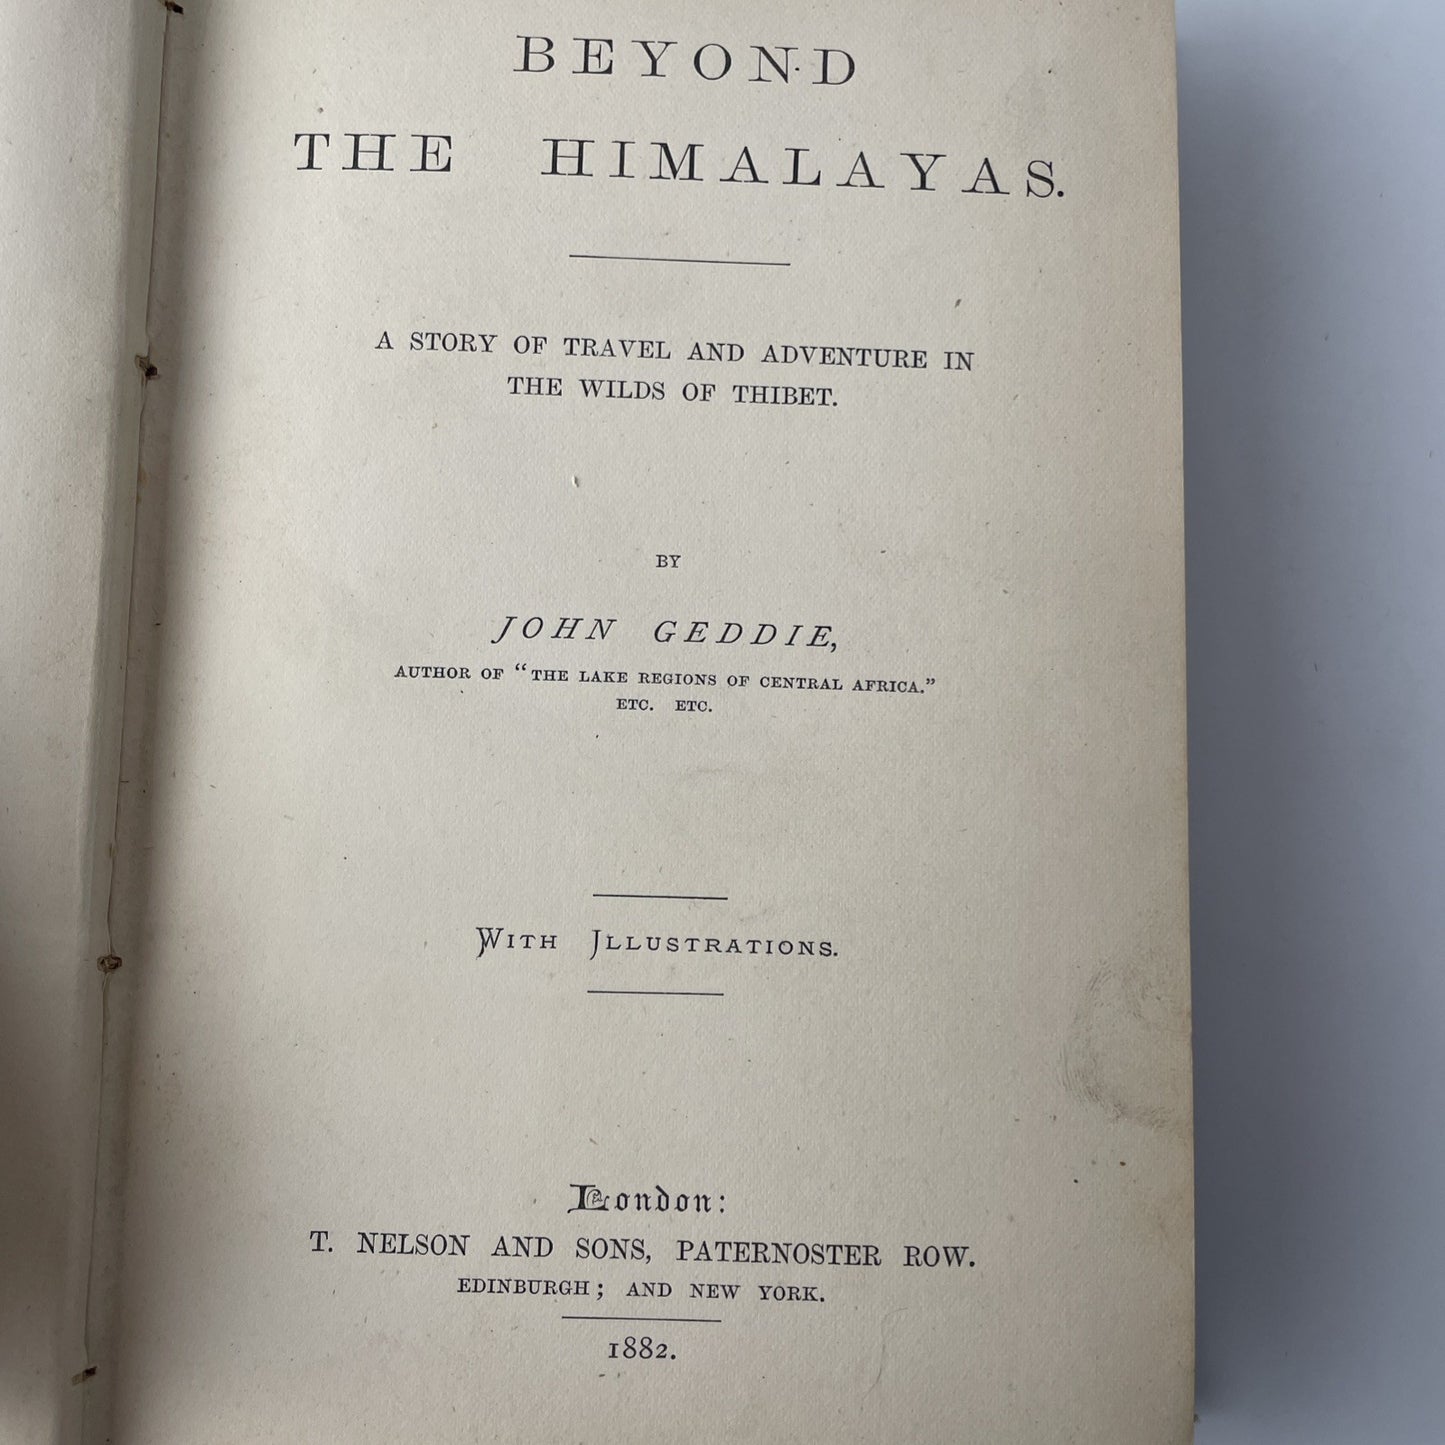 BEYOND
THE HIMALAYAS.
A STORY OF TRAVEL AND ADVENTURE IN
THE WILDS OF THIBET.
BY
JOHN GEDDIE,
AUTHOR OF “THE LAKE REGIONS OF CENTRAL AFRICA.”
ETC. ETC.
WITH ILLUSTRATIONS.
London:
T. NELSON AND SONS, PATERNOSTER ROW.
EDINBURGH; AND NEW YORK.
1882.